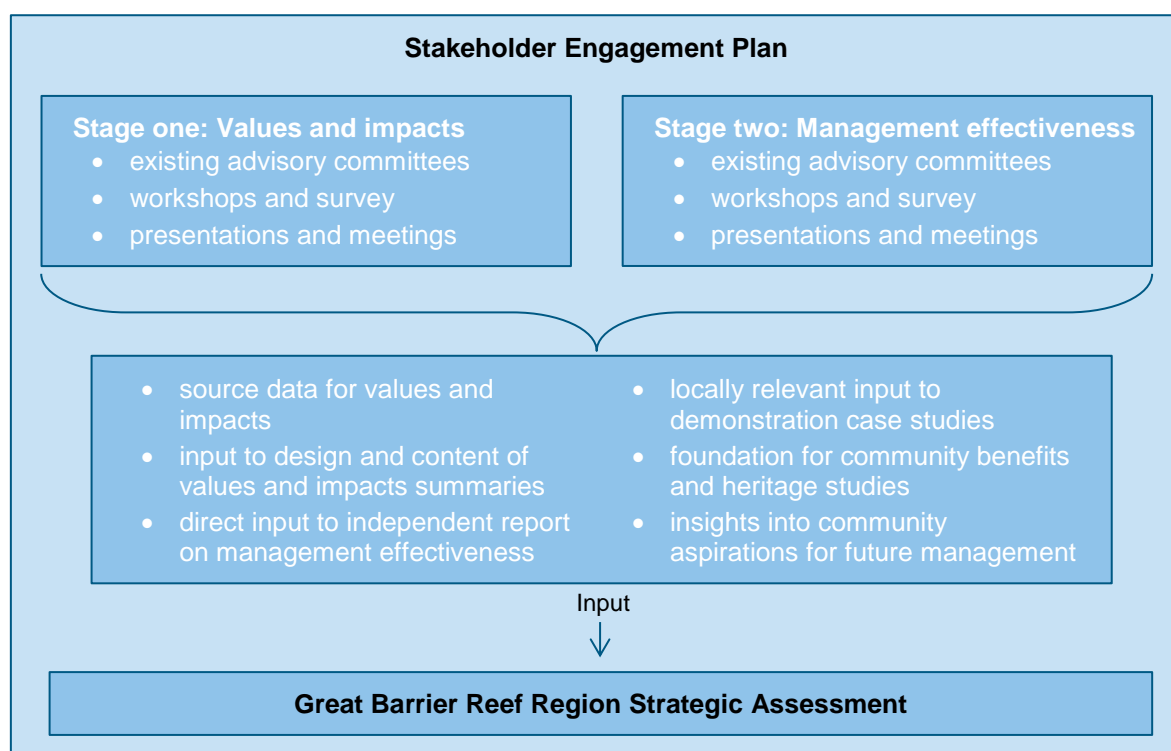 Stakeholder Engagement Plan
Stage one: Values and impacts
• existing advisory committees
• workshops and survey
• presentations and meetings
Stage two: Management effectiveness
• existing advisory committees
• workshops and survey
• presentations and meetings
• source data for values and
impacts
• input to design and content of
values and impacts summaries
• direct input to independent report
on management effectiveness
• locally relevant input to
demonstration case studies
• foundation for community benefits
and heritage studies
• insights into community
aspirations for future management
Input
Great Barrier Reef Region Strategic Assessment